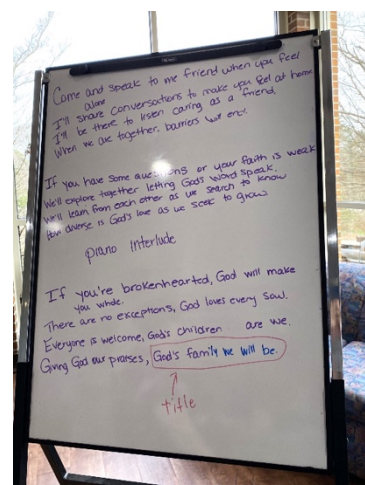 Come and speak to me friend when you feel
alone
I'll share conversations to make you feel at home
I'll be there to listen caring as a friend,
When we are together, barriers will end.
If you have some questions or your faith is weak
We'll explore together letting God's Word speak.
We'll learn from each other as we search to know
How diverse is God's love as we seek to grow
piano interlude
If you're brokenhearted, God will make
you whole.
There are no exceptions, God loves every soul.
Everyone is welcome, God's children are we.
Giving God our praises, God's family we will be.
title